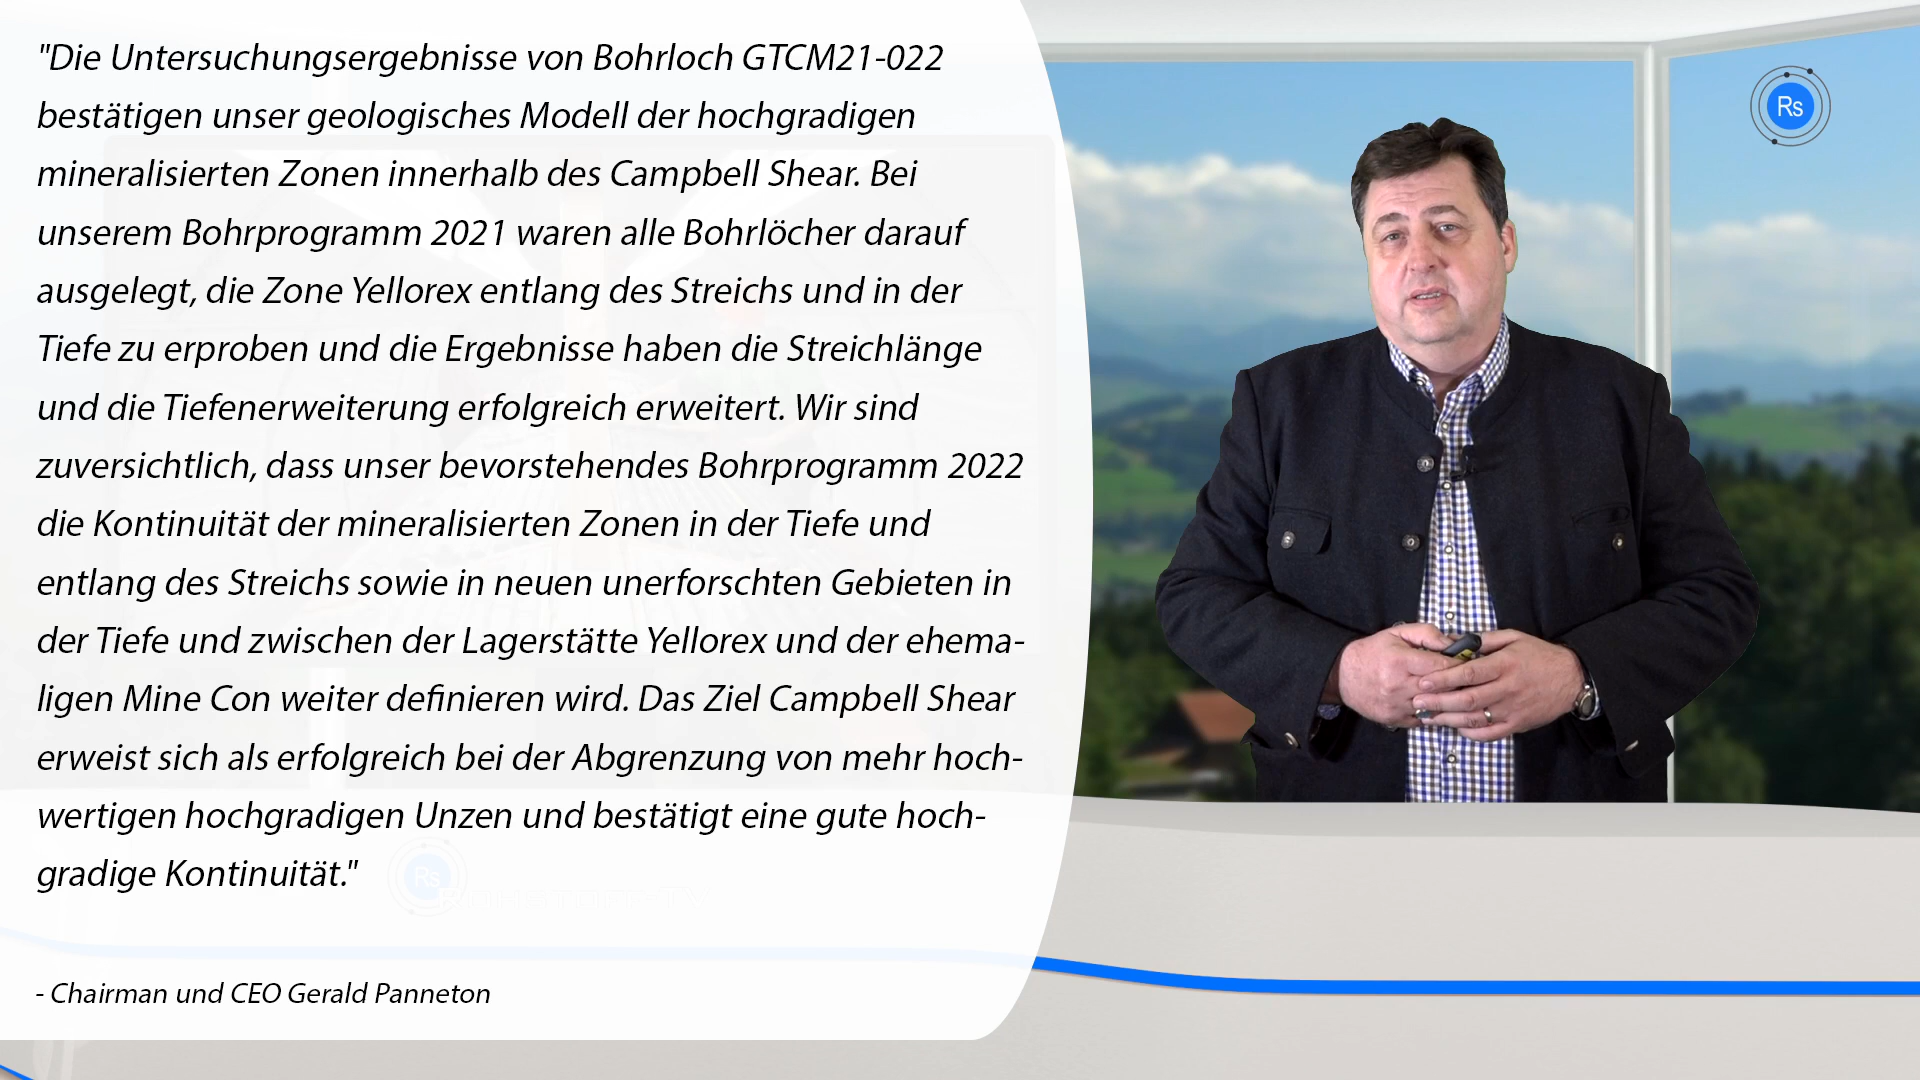 "Die Untersuchungsergebnisse von Bohrloch GTCM21-022
bestätigen unser geologisches Modell der hochgradigen
mineralisierten Zonen innerhalb des Campbell Shear. Bei
unserem Bohrprogramm 2021 waren alle Bohrlöcher darauf
ausgelegt, die Zone Yellorex entlang des Streichs und in der
Tiefe zu erproben und die Ergebnisse haben die Streichlänge
und die Tiefenerweiterung erfolgreich erweitert. Wir sind
zuversichtlich, dass unser bevorstehendes Bohrprogramm 2022
die Kontinuität der mineralisierten Zonen in der Tiefe und
entlang des Streichs sowie in neuen unerforschten Gebieten in
der Tiefe und zwischen der Lagerstätte Yellorex und der ehema-
ligen Mine Con weiter definieren wird. Das Ziel Campbell Shear
erweist sich als erfolgreich bei der Abgrenzung von mehr hoch-
wertigen hochgradigen Unzen und bestätigt eine gute hoch-
gradige Kontinuität."
- Chairman und CEO Gerald Panneton
Rs
Rs